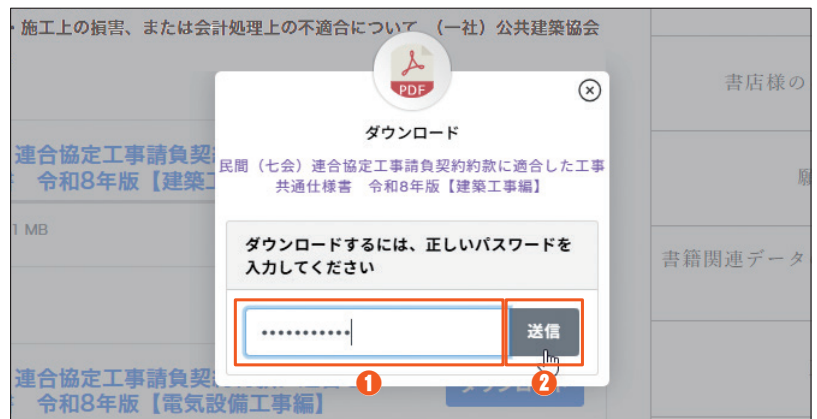 ・施工上の損害、または会計処理上の不適合について (一社)公共建築協会
書店様の
PDF
ダウンロード
民間(七会)連合協定工事請負契約約款に適合した工事
共通仕様書 令和8年版【建築工事編】
連合協定工事請負契
令和8年版【建築工
1 MB
ダウンロードするには、正しいパスワードを
入力してください
書籍関連データ
•••••••••••
送信
1
2
連合協定工事請負契
令和8年版【電気設備工事編】